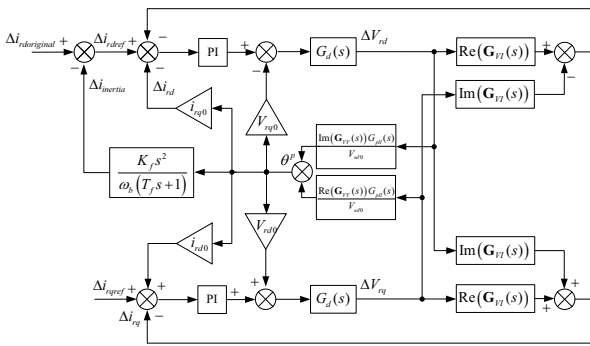 Δi_rdoriginal + Δi_rdref − PI + G_d(s) ΔV_rd Re(G_VI(s)) +
− Δi_inertia − Δi_rd − Im(G_VI(s)) −
i_rq0 V_rq0
K_f s² / ω_b(T_f s+1) θ^p + Im(G_VV(s))G_pll(s) / V_sd0
+ Re(G_VV(s))G_pll(s) / V_sd0
i_rd0 V_rd0 Im(G_VI(s))
+ + +
Δi_rqref + + PI + G_d(s) ΔV_rq Re(G_VI(s)) +
Δi_rq −